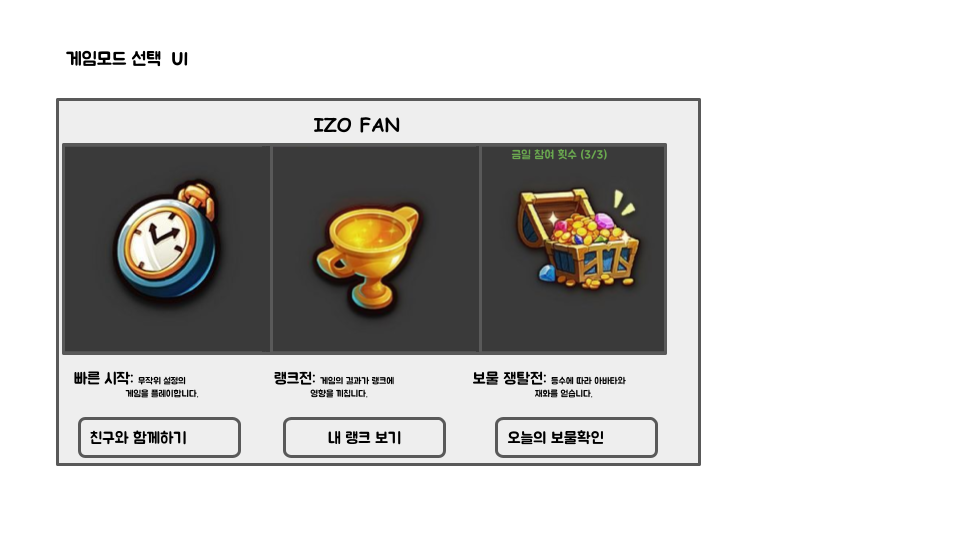 게임모드 선택 UI
IZO FAN
금일 참여 횟수 (3/3)
빠른 시작: 무작위 설정의
게임을 플레이합니다.
랭크전: 게임의 결과가 랭크에
영향을 끼칩니다.
보물 쟁탈전: 등수에 따라 아바타와
재화를 얻습니다.
친구와 함께하기
내 랭크 보기
오늘의 보물확인